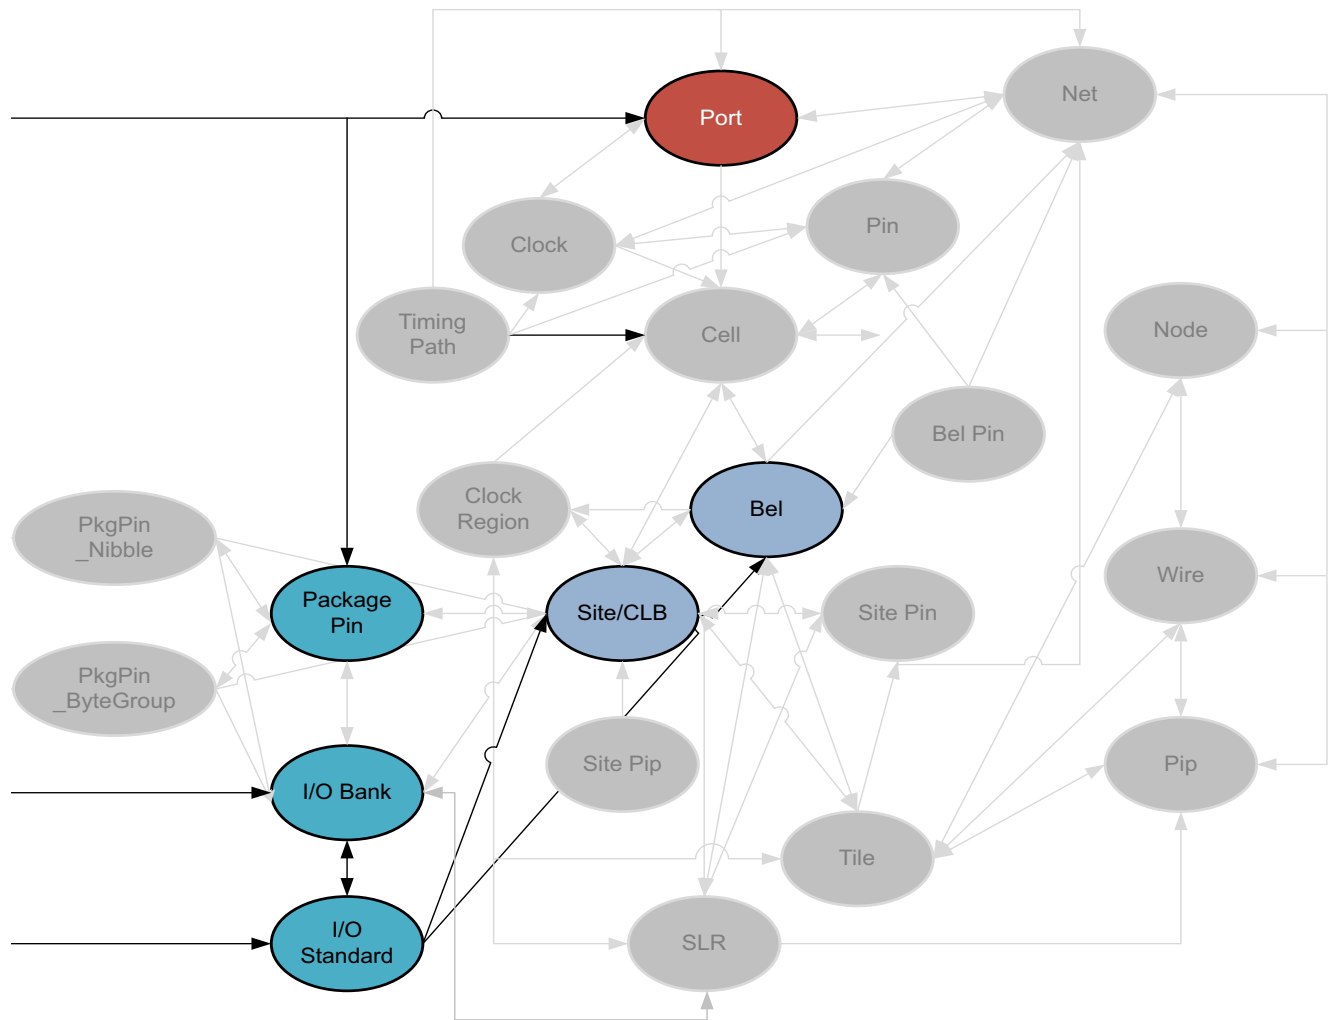 Net
Port
Pin
Clock
Timing
Path
Cell
Node
Bel Pin
Clock
Region
Bel
PkgPin
_Nibble
Wire
Package
Pin
Site/CLB
Site Pin
PkgPin
_ByteGroup
I/O Bank
Site Pip
Pip
Tile
I/O
Standard
SLR